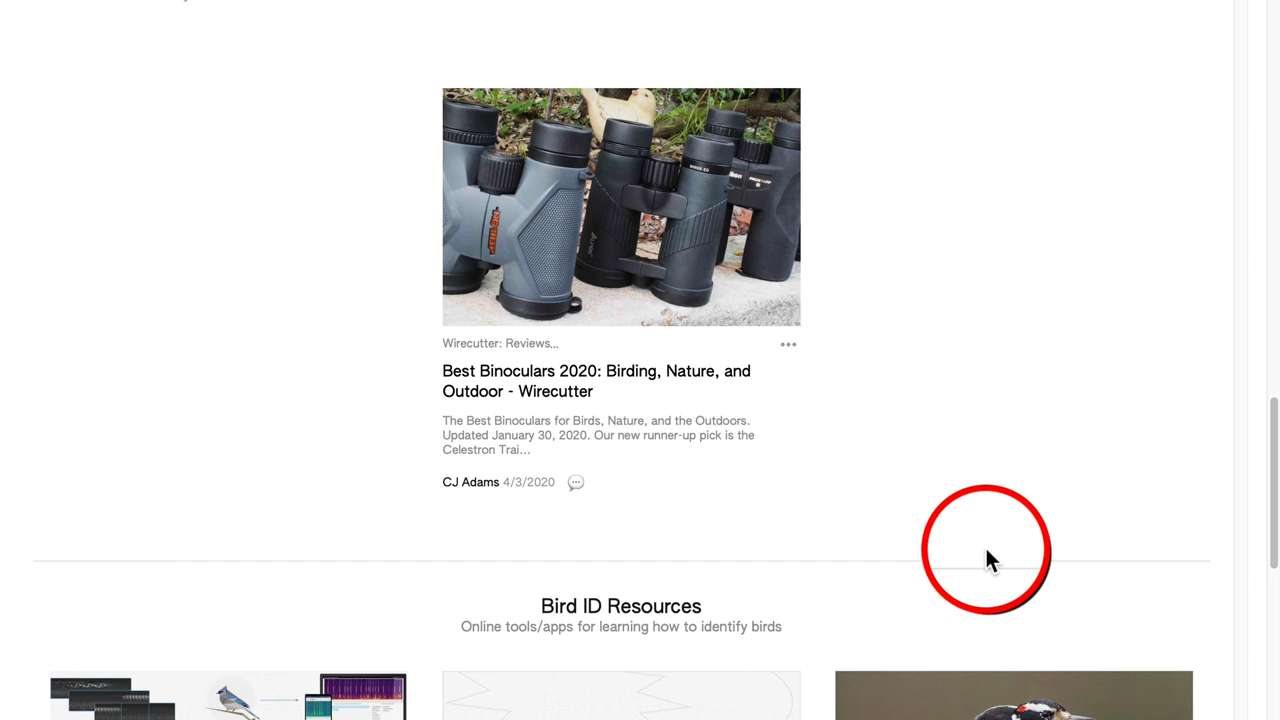 Wirecutter: Reviews...
Best Binoculars 2020: Birding, Nature, and
Outdoor - Wirecutter
The Best Binoculars for Birds, Nature, and the Outdoors.
Updated January 30, 2020. Our new runner-up pick is the
Celestron Trai...
CJ Adams 4/3/2020
Bird ID Resources
Online tools/apps for learning how to identify birds